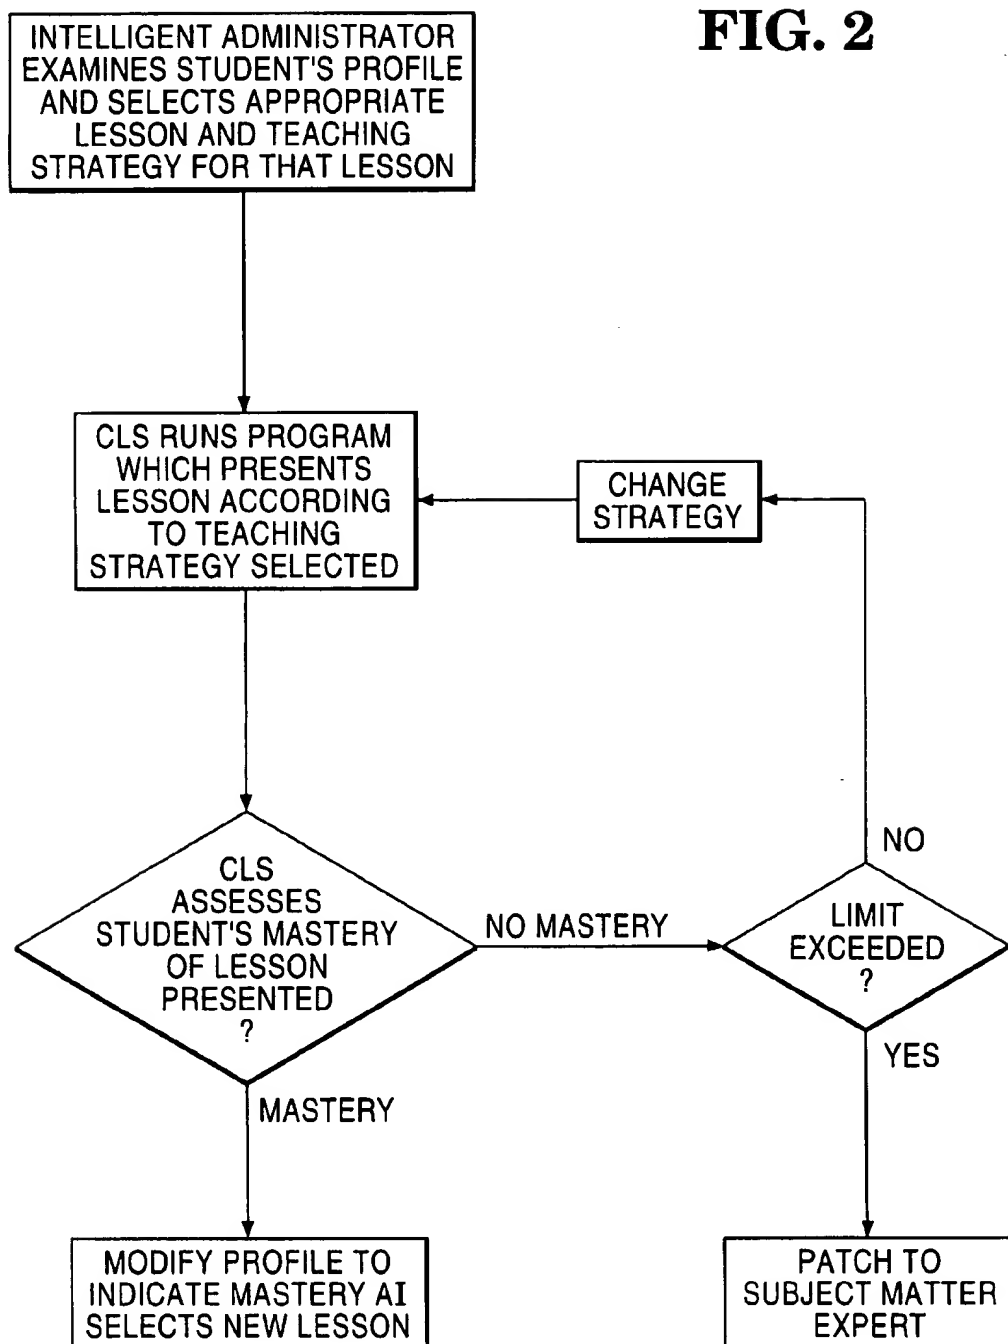 FIG. 2
INTELLIGENT ADMINISTRATOR
EXAMINES STUDENT'S PROFILE
AND SELECTS APPROPRIATE
LESSON AND TEACHING
STRATEGY FOR THAT LESSON
CLS RUNS PROGRAM
WHICH PRESENTS
LESSON ACCORDING
TO TEACHING
STRATEGY SELECTED
CHANGE
STRATEGY
CLS
ASSESSES
STUDENT'S MASTERY
OF LESSON
PRESENTED
?
NO MASTERY
LIMIT
EXCEEDED
?
NO
YES
MASTERY
MODIFY PROFILE TO
INDICATE MASTERY AI
SELECTS NEW LESSON
PATCH TO
SUBJECT MATTER
EXPERT